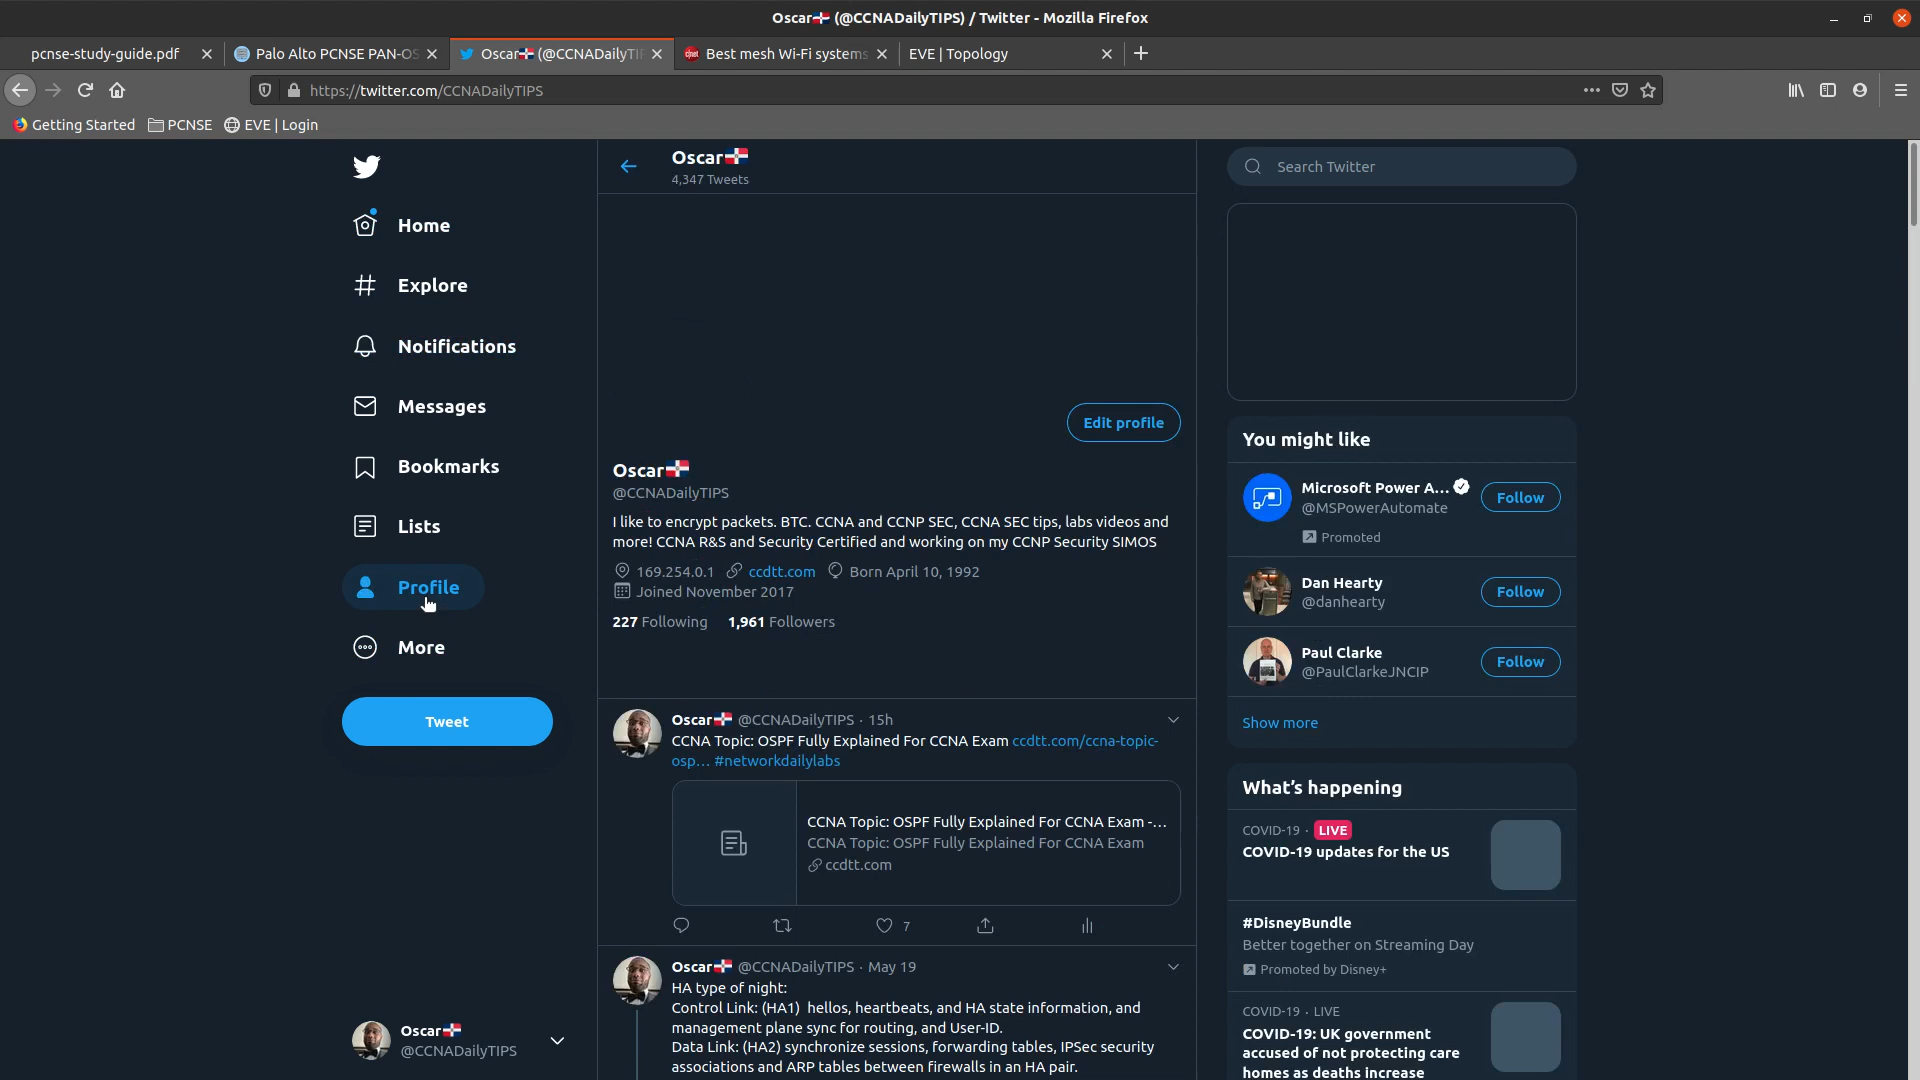 Oscar🇩🇴 (@CCNADailyTIPS) / Twitter - Mozilla Firefox
pcnse-study-guide.pdf
Palo Alto PCNSE PAN-OS
Oscar🇩🇴 (@CCNADailyTI
Best mesh Wi-Fi systems
EVE | Topology
https://twitter.com/CCNADailyTIPS
Getting Started
PCNSE
EVE | Login
Home
Explore
Notifications
Messages
Bookmarks
Lists
Profile
More
Tweet
Oscar🇩🇴
@CCNADailyTIPS
Oscar🇩🇴
4,347 Tweets
Edit profile
Oscar🇩🇴
@CCNADailyTIPS
I like to encrypt packets. BTC. CCNA and CCNP SEC, CCNA SEC tips, labs videos and
more! CCNA R&S and Security Certified and working on my CCNP Security SIMOS
169.254.0.1 ccdtt.com Born April 10, 1992
Joined November 2017
227 Following 1,961 Followers
Oscar🇩🇴 @CCNADailyTIPS · 15h
CCNA Topic: OSPF Fully Explained For CCNA Exam ccdtt.com/ccna-topic-
osp… #networkdailylabs
CCNA Topic: OSPF Fully Explained For CCNA Exam -…
CCNA Topic: OSPF Fully Explained For CCNA Exam
ccdtt.com
7
Oscar🇩🇴 @CCNADailyTIPS · May 19
HA type of night:
Control Link: (HA1) hellos, heartbeats, and HA state information, and
management plane sync for routing, and User-ID.
Data Link: (HA2) synchronize sessions, forwarding tables, IPSec security
associations and ARP tables between firewalls in an HA pair.
Search Twitter
You might like
Microsoft Power A...
@MSPowerAutomate
Follow
Promoted
Dan Hearty
@danhearty
Follow
Paul Clarke
@PaulClarkeJNCIP
Follow
Show more
What's happening
COVID-19 · LIVE
COVID-19 updates for the US
#DisneyBundle
Better together on Streaming Day
Promoted by Disney+
COVID-19 · LIVE
COVID-19: UK government
accused of not protecting care
homes as deaths increase